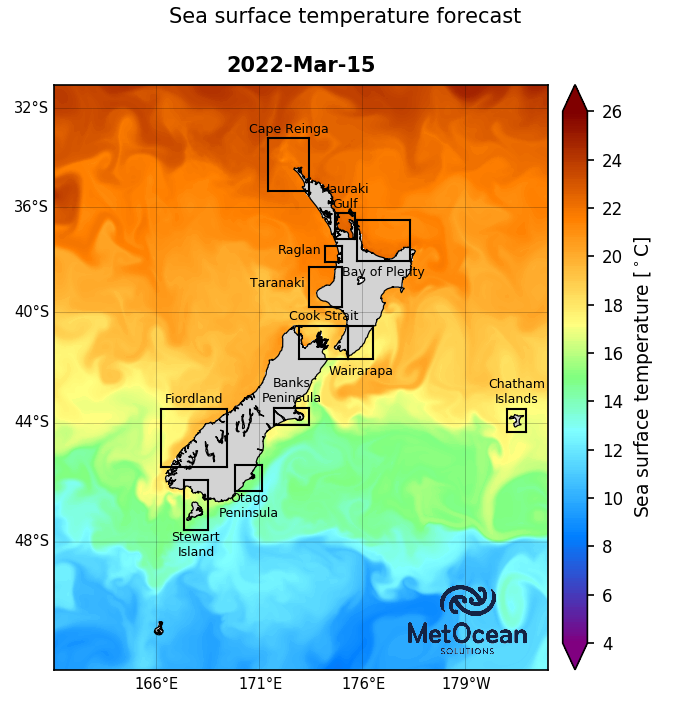 Sea surface temperature forecast
2022-Mar-15
32°S
36°S
40°S
44°S
48°S
166°E
171°E
176°E
179°W
Cape Reinga
Hauraki
Gulf
Raglan
Bay of Plenty
Taranaki
Cook Strait
Wairarapa
Banks
Peninsula
Fiordland
Chatham
Islands
Otago
Peninsula
Stewart
Island
MetOcean
SOLUTIONS
26
24
22
20
18
16
14
12
10
8
6
4
Sea surface temperature [°C]